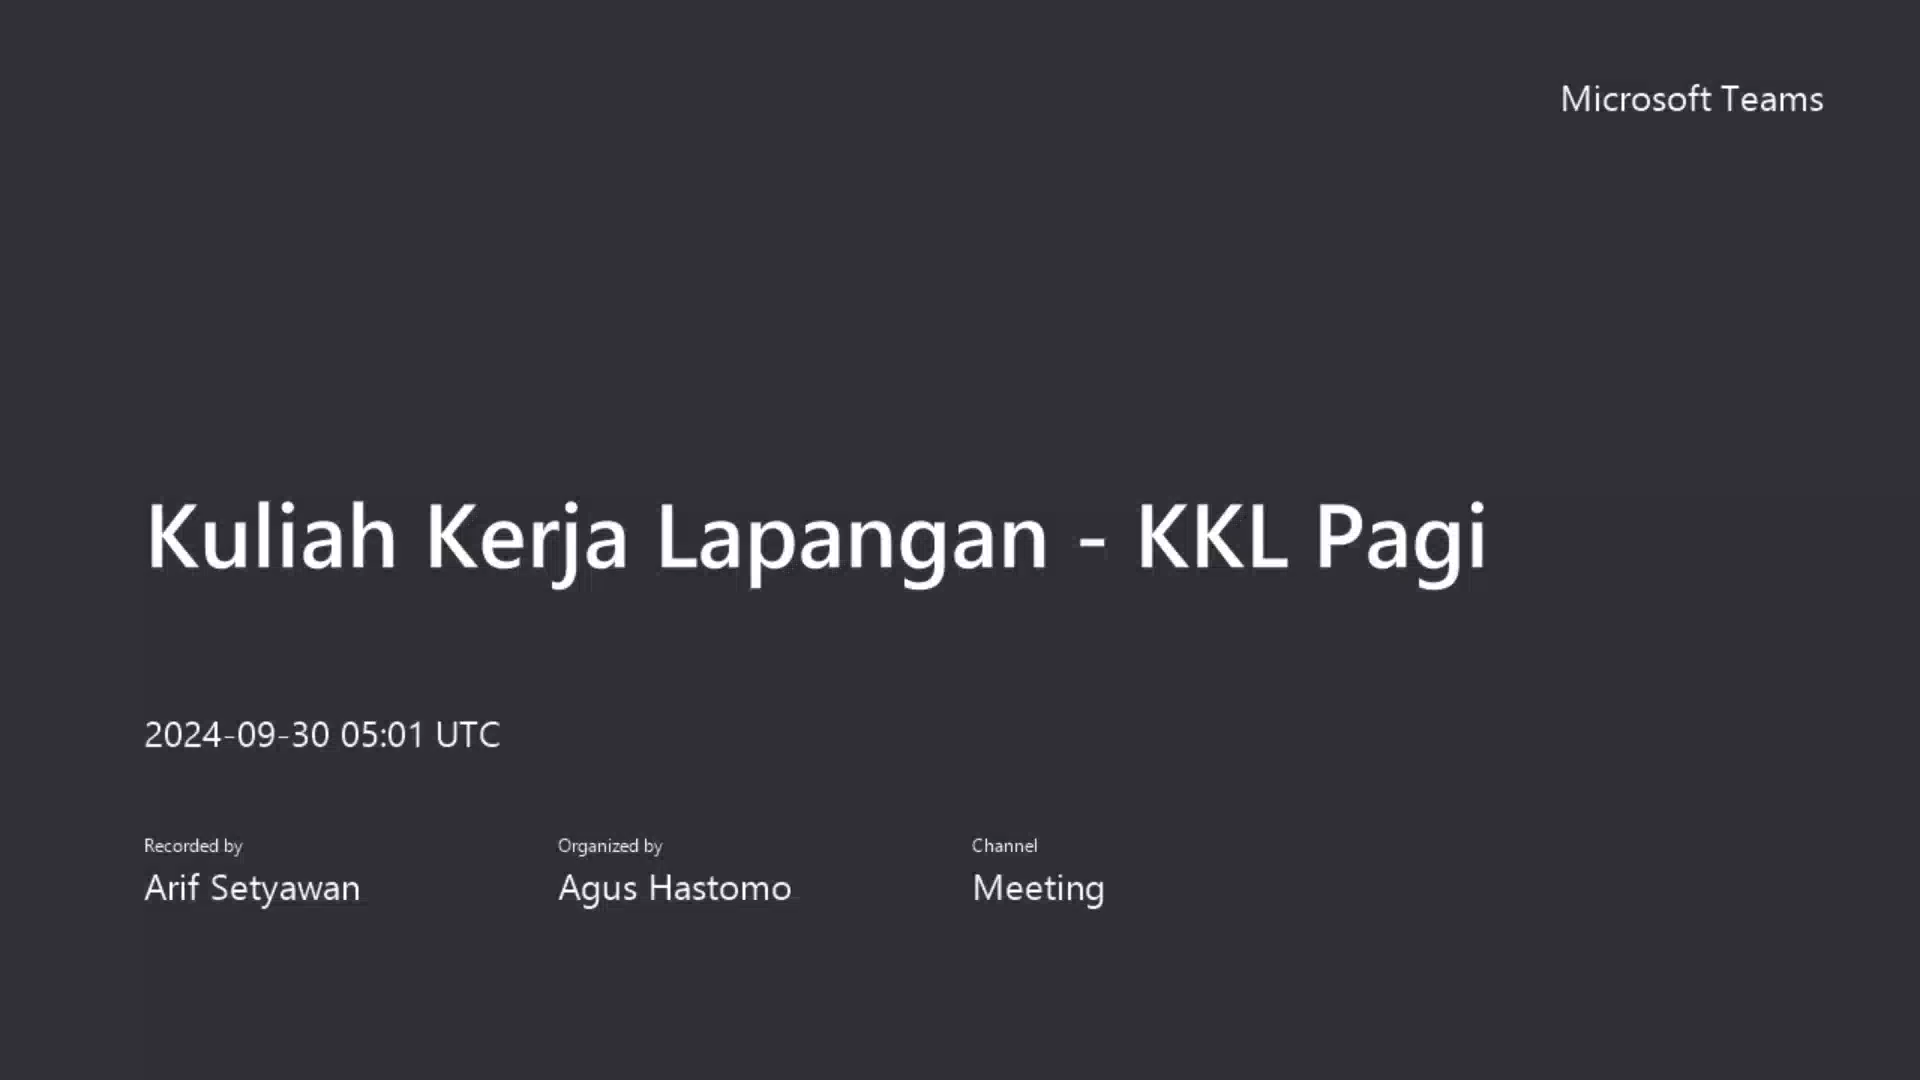 Microsoft Teams
Kuliah Kerja Lapangan - KKL Pagi
2024-09-30 05:01 UTC
Recorded by
Arif Setyawan
Organized by
Agus Hastomo
Channel
Meeting